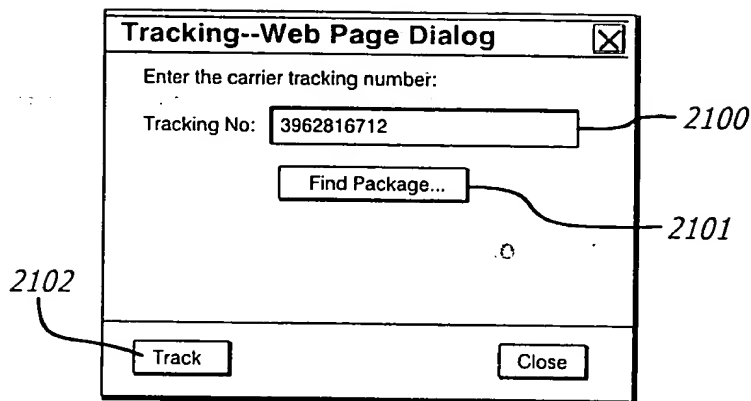 Tracking--Web Page Dialog
Enter the carrier tracking number:
Tracking No: 3962816712 2100
Find Package...
2101
2102
Track Close